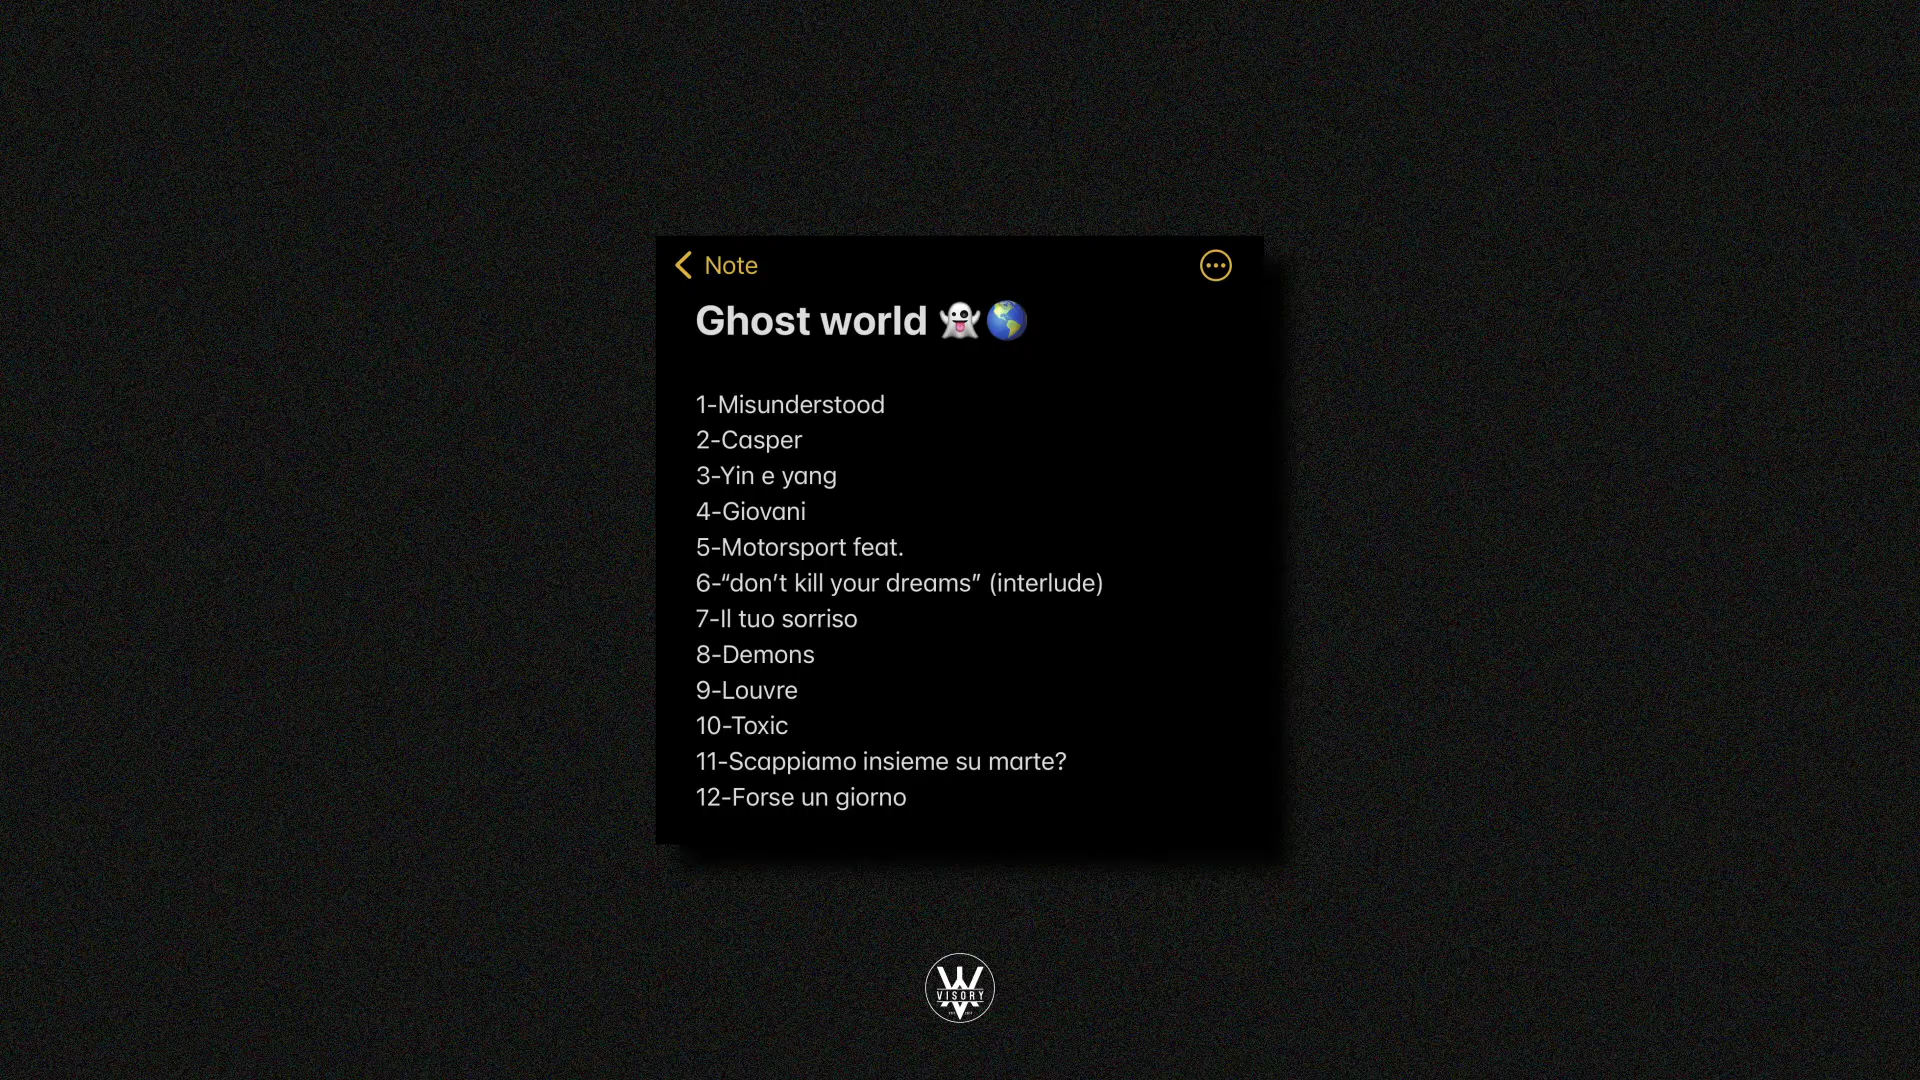 Note
Ghost world 👻🌎
1-Misunderstood
2-Casper
3-Yin e yang
4-Giovani
5-Motorsport feat.
6-“don’t kill your dreams” (interlude)
7-Il tuo sorriso
8-Demons
9-Louvre
10-Toxic
11-Scappiamo insieme su marte?
12-Forse un giorno
VISORY